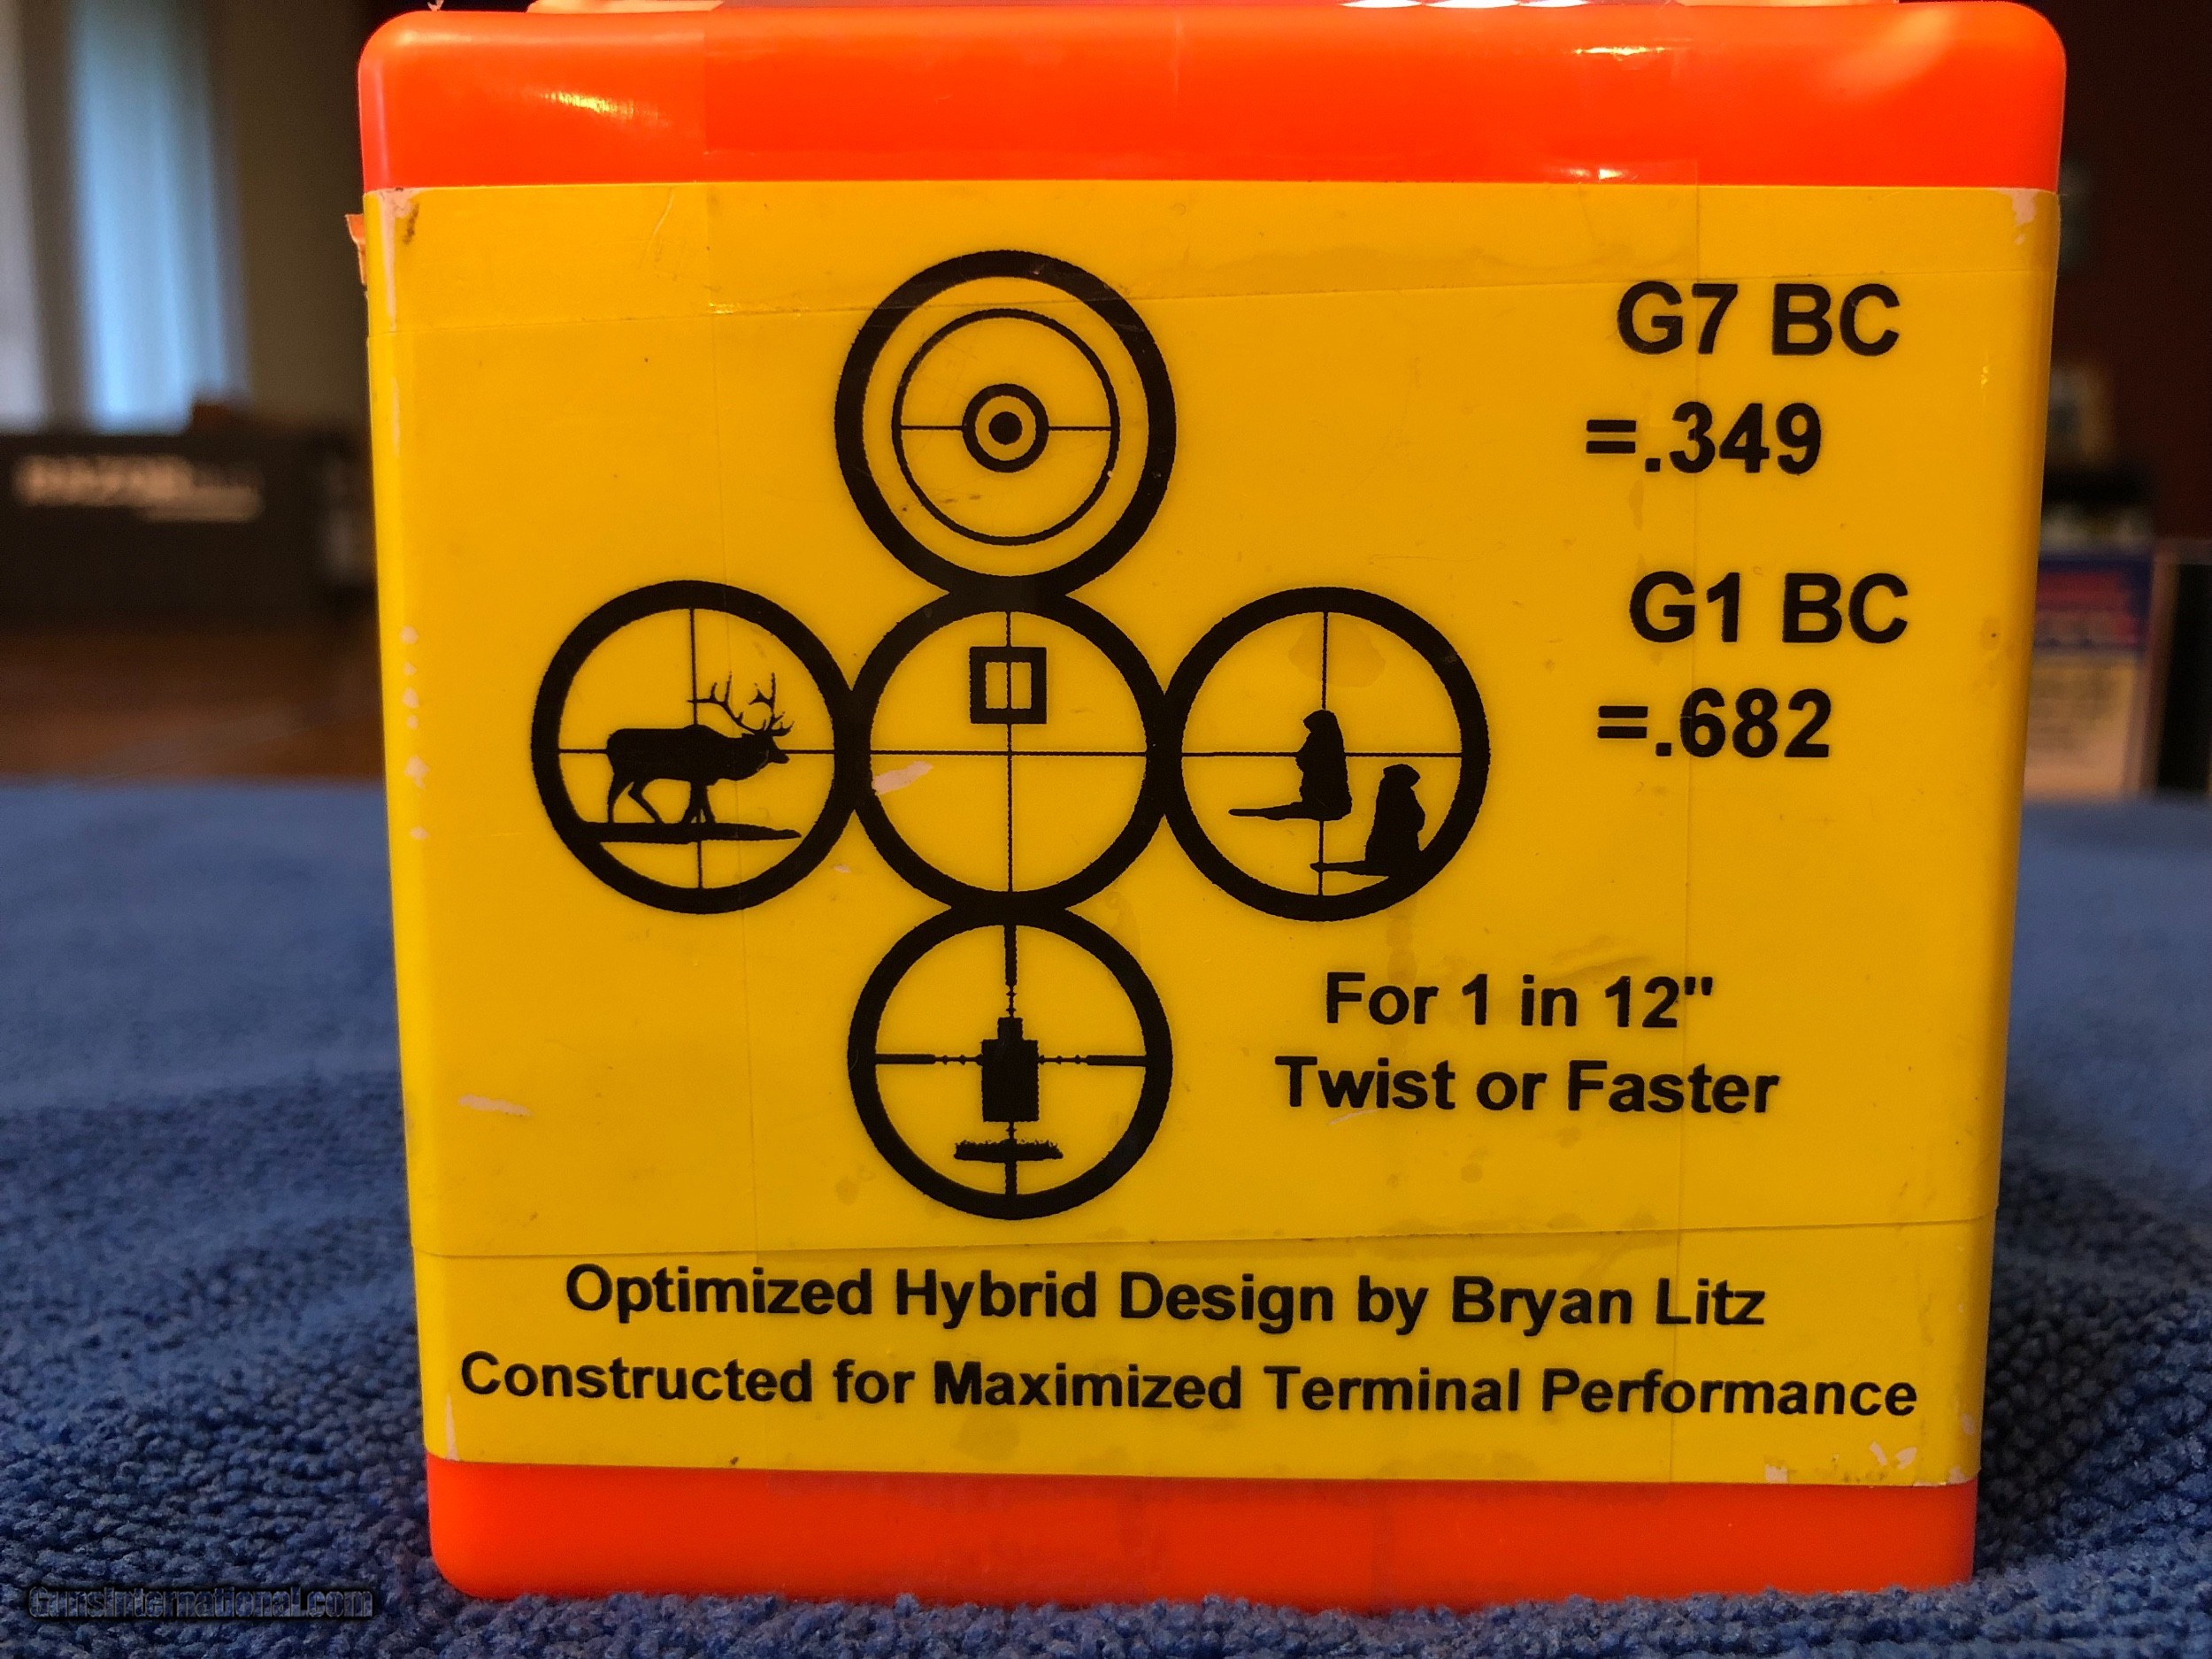 G7 BC
=.349
G1 BC
=.682
For 1 in 12"
Twist or Faster
Optimized Hybrid Design by Bryan Litz
Constructed for Maximized Terminal Performance
GunsInternational.com